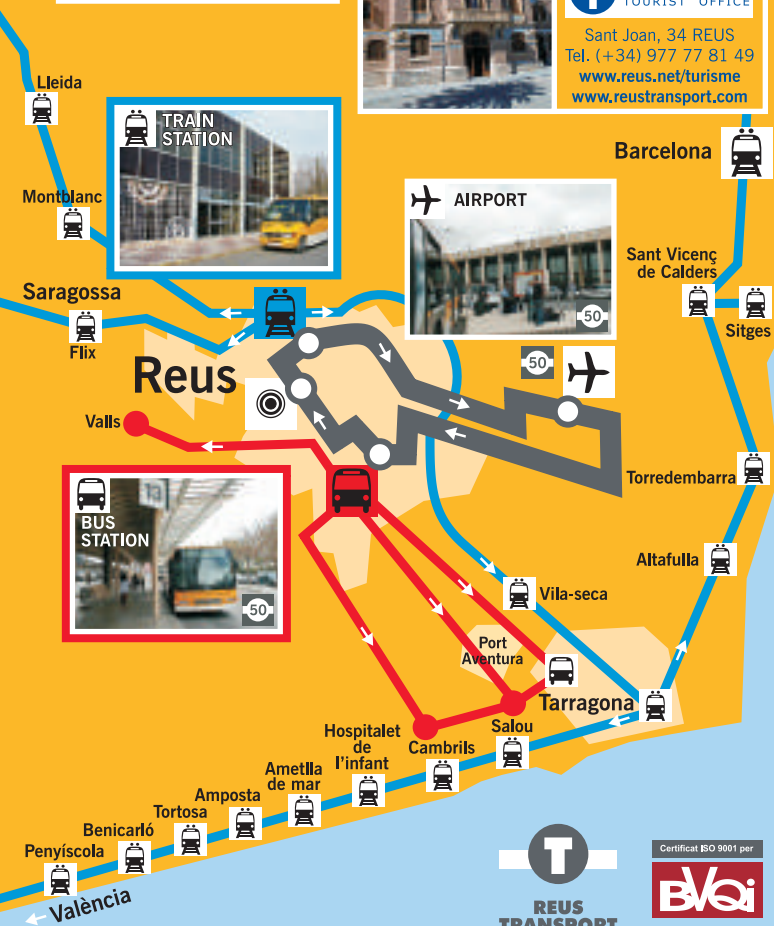 TOURIST OFFICE
Sant Joan, 34 REUS
Tel. (+34) 977 77 81 49
www.reus.net/turisme
www.reustransport.com
Lleida
TRAIN
STATION
Barcelona
Montblanc
AIRPORT
Sant Vicenç
de Calders
Saragossa
50
Sitges
Flix
50
Reus
Valls
13
BUS
STATION
50
Torredembarra
Altafulla
Vila-seca
Port
Aventura
Tarragona
Salou
Hospitalet
de
l'infant
Cambrils
Ametlla
de mar
Amposta
Tortosa
Benicarló
Penyíscola
València
T
REUS
TRANSPORT
Certificat ISO 9001 per
BVQi